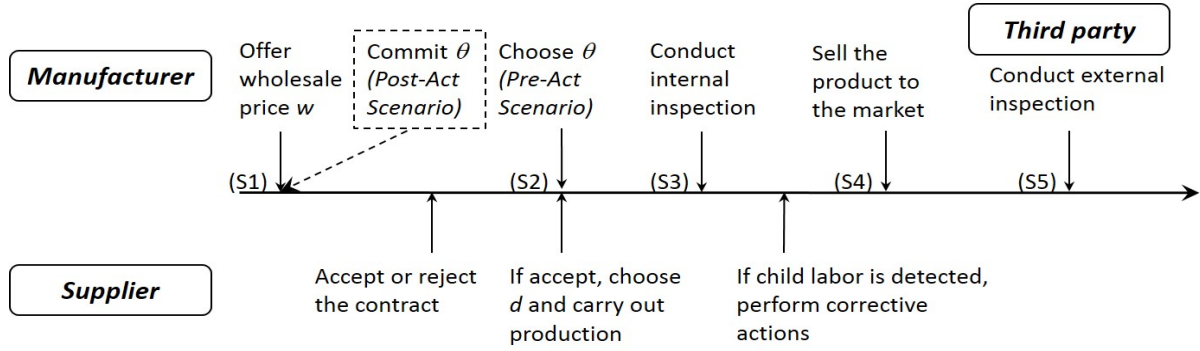 Third party
Manufacturer
Offer
wholesale
price w
Commit θ
(Post-Act
Scenario)
Choose θ
(Pre-Act
Scenario)
Conduct
internal
inspection
Sell the
product to
the market
Conduct external
inspection
(S1)
(S2)
(S3)
(S4)
(S5)
Supplier
Accept or reject
the contract
If accept, choose
d and carry out
production
If child labor is detected,
perform corrective
actions